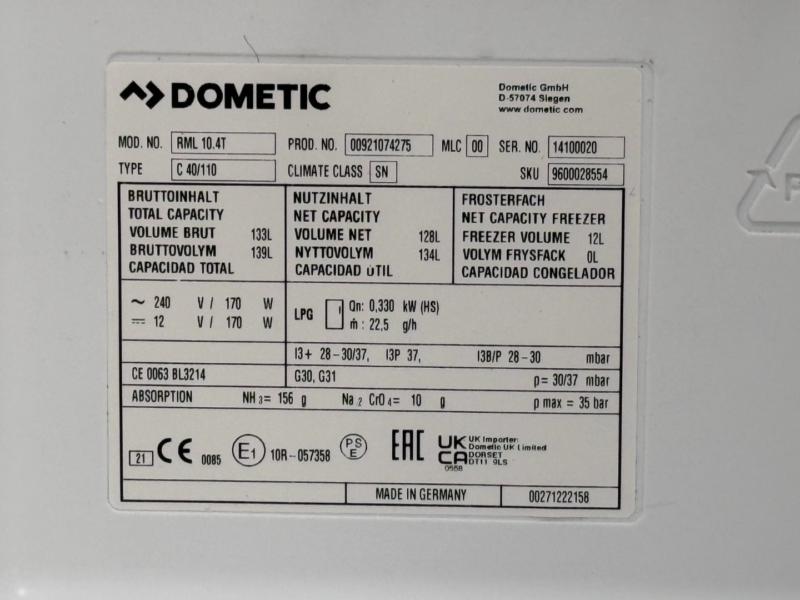 DOMETIC
Dometic GmbH
D-57074 Siegen
www.dometic.com
MOD. NO. RML 10.4T PROD. NO. 00921074275 MLC 00 SER. NO. 14100020
TYPE C 40/110 CLIMATE CLASS SN SKU 9600028554
BRUTTOINHALT
TOTAL CAPACITY
VOLUME BRUT 133L
BRUTTOVOLYM 139L
CAPACIDAD TOTAL
NUTZINHALT
NET CAPACITY
VOLUME NET 128L
NYTTOVOLYM 134L
CAPACIDAD ÚTIL
FROSTERFACH
NET CAPACITY FREEZER
FREEZER VOLUME 12L
VOLYM FRYSFACK 0L
CAPACIDAD CONGELADOR
~ 240 V / 170 W
⎓ 12 V / 170 W
LPG
Qn: 0,330 kW (HS)
ṁ: 22,5 g/h
I3+ 28-30/37, I3P 37, I3B/P 28-30 mbar
CE 0063 BL3214 G30, G31 p= 30/37 mbar
ABSORPTION NH₃= 156 g Na₂ CrO₄= 10 g p max = 35 bar
21 CE 0085 E1 10R-057358 PS E EAC UK CA 0558
UK Importer:
Dometic UK Limited
DORSET
DT11 9LS
MADE IN GERMANY 00271222158